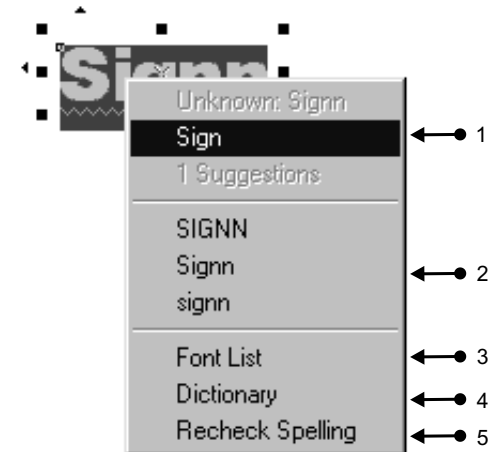 Signn
Unknown: Signn
Sign
1 Suggestions
SIGNN
Signn
signn
Font List
Dictionary
Recheck Spelling
1
2
3
4
5